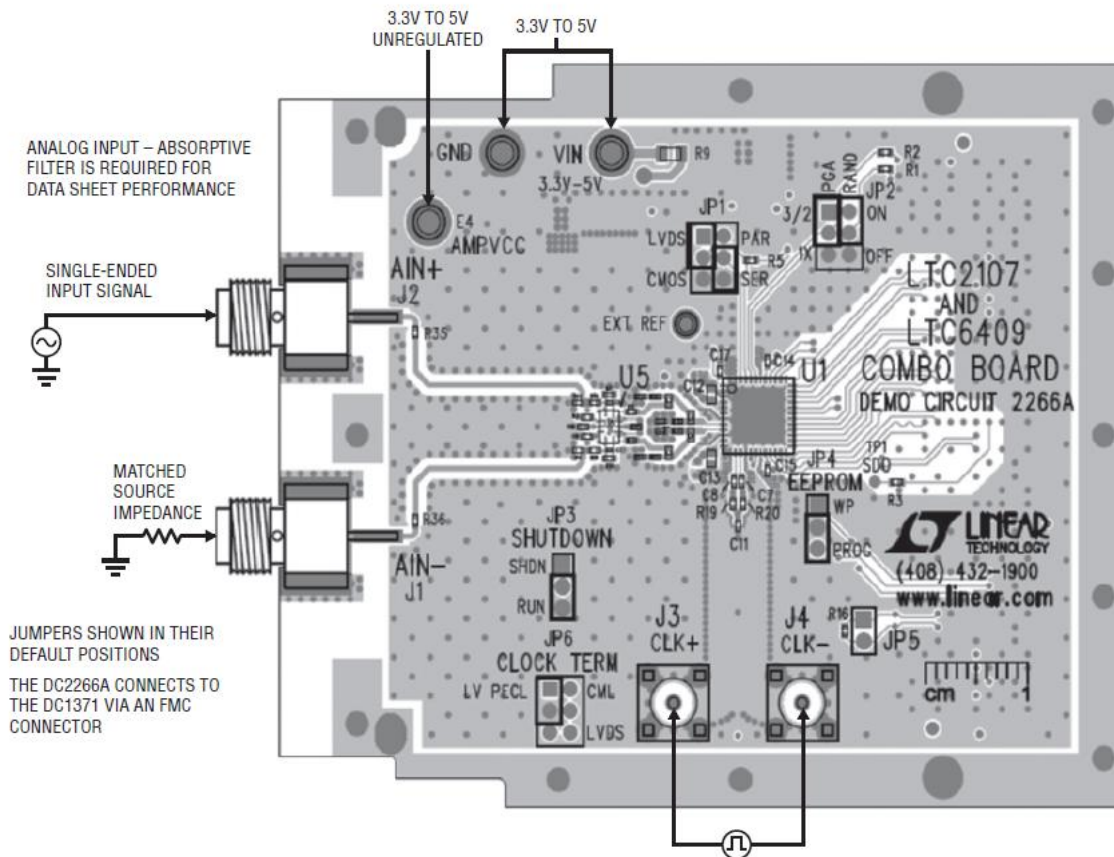 3.3V TO 5V
UNREGULATED
3.3V TO 5V
ANALOG INPUT – ABSORPTIVE
FILTER IS REQUIRED FOR
DATA SHEET PERFORMANCE
SINGLE-ENDED
INPUT SIGNAL
MATCHED
SOURCE
IMPEDANCE
JUMPERS SHOWN IN THEIR
DEFAULT POSITIONS
THE DC2266A CONNECTS TO
THE DC1371 VIA AN FMC
CONNECTOR
GND
VIN
3.3V-5V
R9
E4
AMPVCC
AIN+
J2
R35
JP1
LVDS
PAR
CMOS
SER
R5
PGA
RAND
R2
R1
JP2
3/2
ON
1X
OFF
EXT REF
LTC2107
AND
LTC6409
COMBO BOARD
DEMO CIRCUIT 2266A
U5
C17
C12
C14
U1
C13
C15
C8
C7
R19
R20
C11
TP1
SDO
R3
JP4
EEPROM
WP
PROG
LINEAR
TECHNOLOGY
(408)-432-1900
www.linear.com
R36
AIN-
J1
JP3
SHUTDOWN
SHDN
RUN
JP6
CLOCK TERM
LV PECL
CML
LVDS
J3
CLK+
J4
CLK-
R16
JP5
cm 1